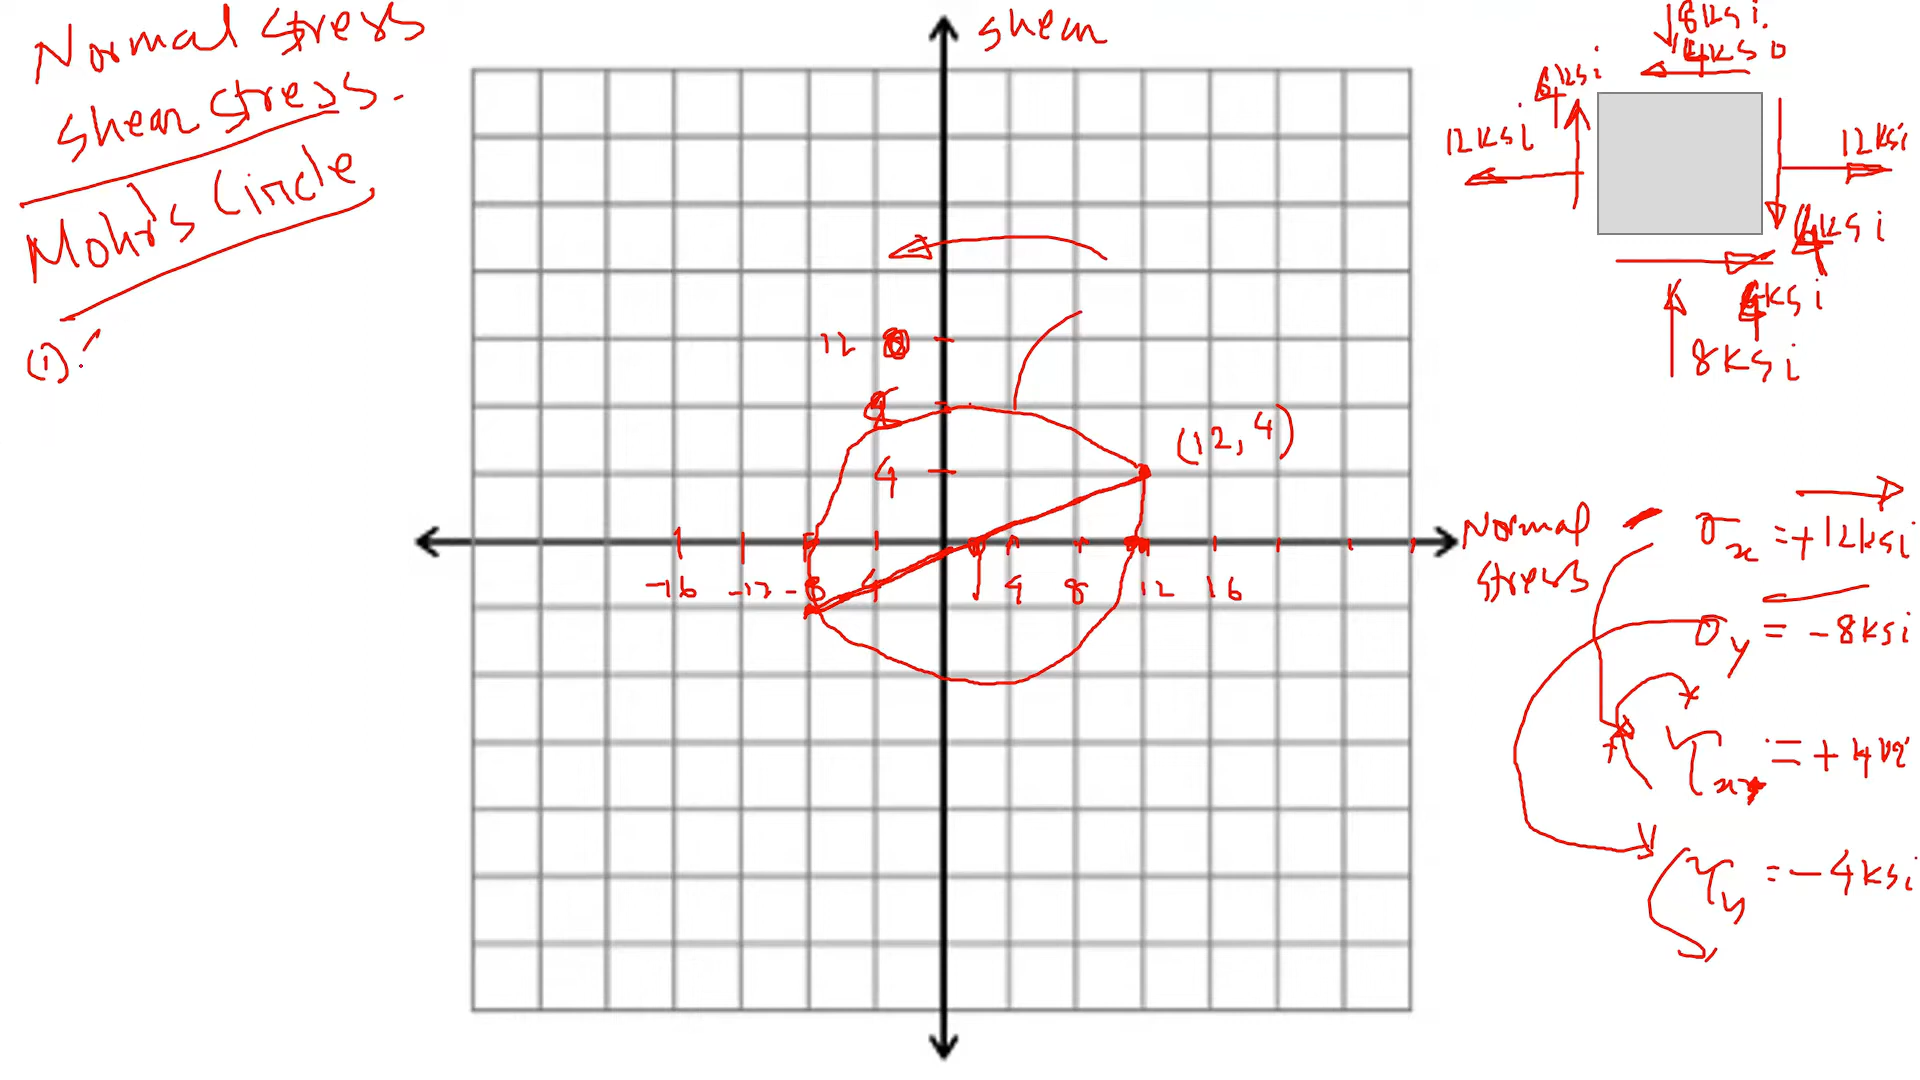 Normal stress
shear stress.
Mohr's Circle
(1).
shear
12
8
4
(12, 4)
-16 -12 -8 4 4 8 12 16
Normal
stress
8ksi.
4ksi
4ksi
12ksi
12ksi
4ksi
4ksi
8ksi
σx = +12ksi
σy = -8ksi
τxy = +4k
τy = -4ksi